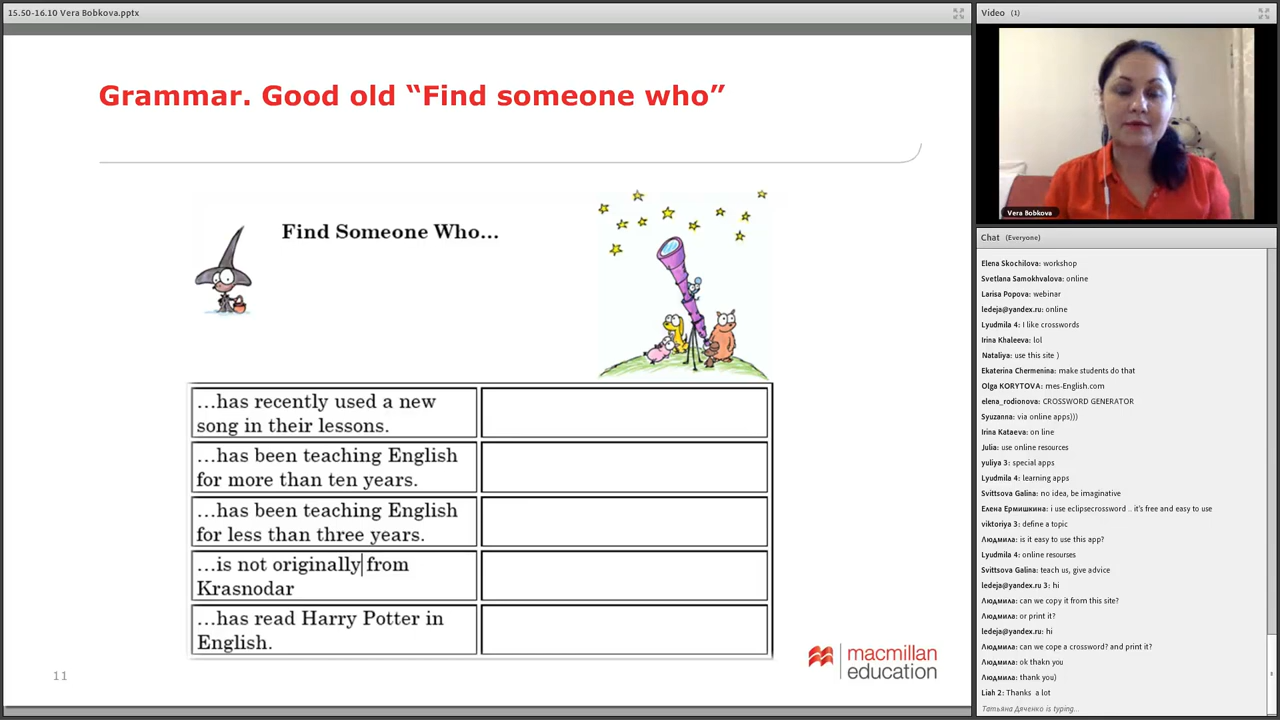 15.50-16.10 Vera Bobkova.pptx
Grammar. Good old “Find someone who”
Find Someone Who...
...has recently used a new
song in their lessons.
...has been teaching English
for more than ten years.
...has been teaching English
for less than three years.
...is not originally from
Krasnodar
...has read Harry Potter in
English.
11
macmillan
education
Video (1)
Vera Bobkova
Chat (Everyone)
Elena Skochilova: workshop
Svetlana Samokhvalova: online
Larisa Popova: webinar
ledeja@yandex.ru: online
Lyudmila 4: I like crosswords
Irina Khaleeva: lol
Nataliya: use this site )
Ekaterina Chermenina: make students do that
Olga KORYTOVA: mes-English.com
elena_rodionova: CROSSWORD GENERATOR
Syuzanna: via online apps)))
Irina Kataeva: on line
Julia: use online resources
yuliya 3: special apps
Lyudmila 4: learning apps
Svittsova Galina: no idea, be imaginative
Елена Ермишкина: i use eclipsecrossword .. it's free and easy to use
viktoriya 3: define a topic
Людмила: is it easy to use this app?
Lyudmila 4: online resourses
Svittsova Galina: teach us, give advice
ledeja@yandex.ru 3: hi
Людмила: can we copy it from this site?
Людмила: or print it?
ledeja@yandex.ru: hi
Людмила: can we cope a crossword? and print it?
Людмила: ok thakn you
Людмила: thank you)
Liah 2: Thanks a lot
Татьяна Дяченко is typing...